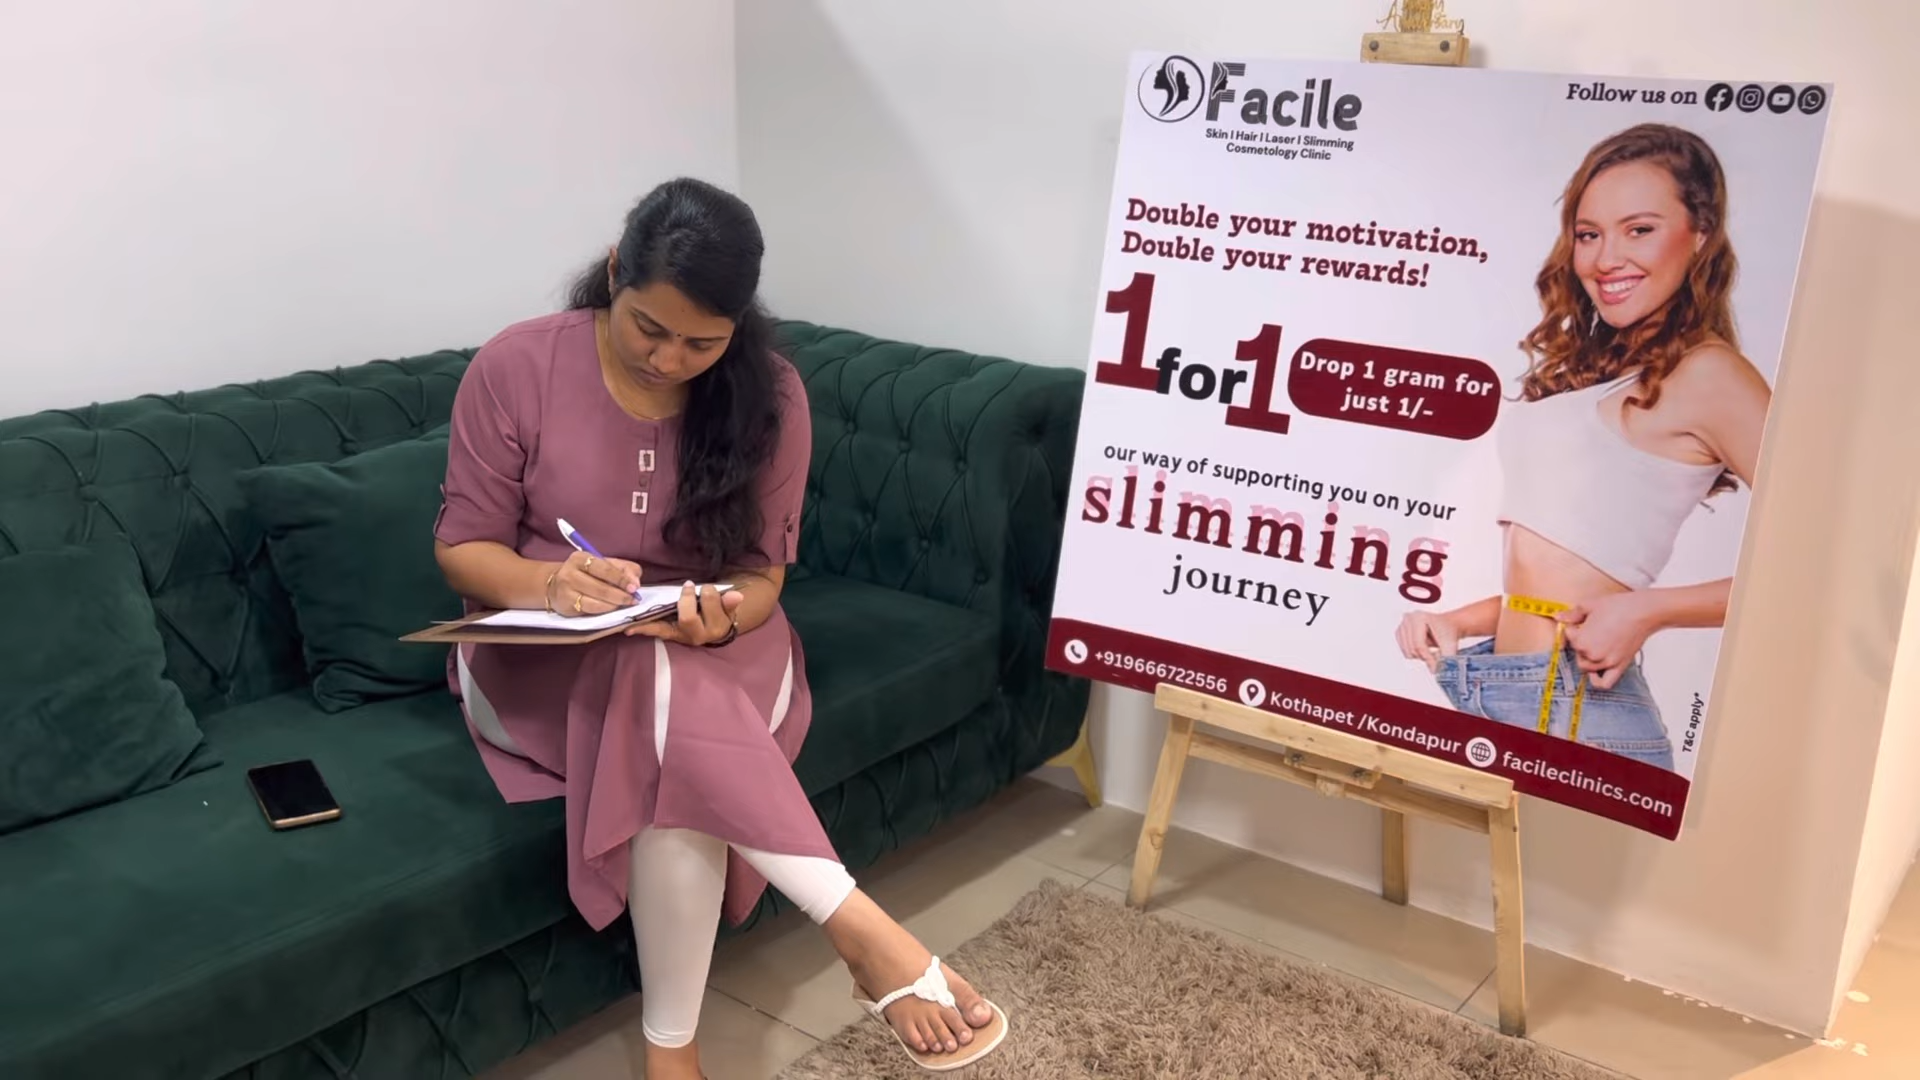 Anniversary
Facile
Skin I Hair I Laser I Slimming
Cosmetology Clinic
Follow us on
Double your motivation,
Double your rewards!
1 for 1
Drop 1 gram for
just 1/-
our way of supporting you on your
slimming
journey
+919666722556
Kothapet /Kondapur
facileclinics.com
T&C apply*